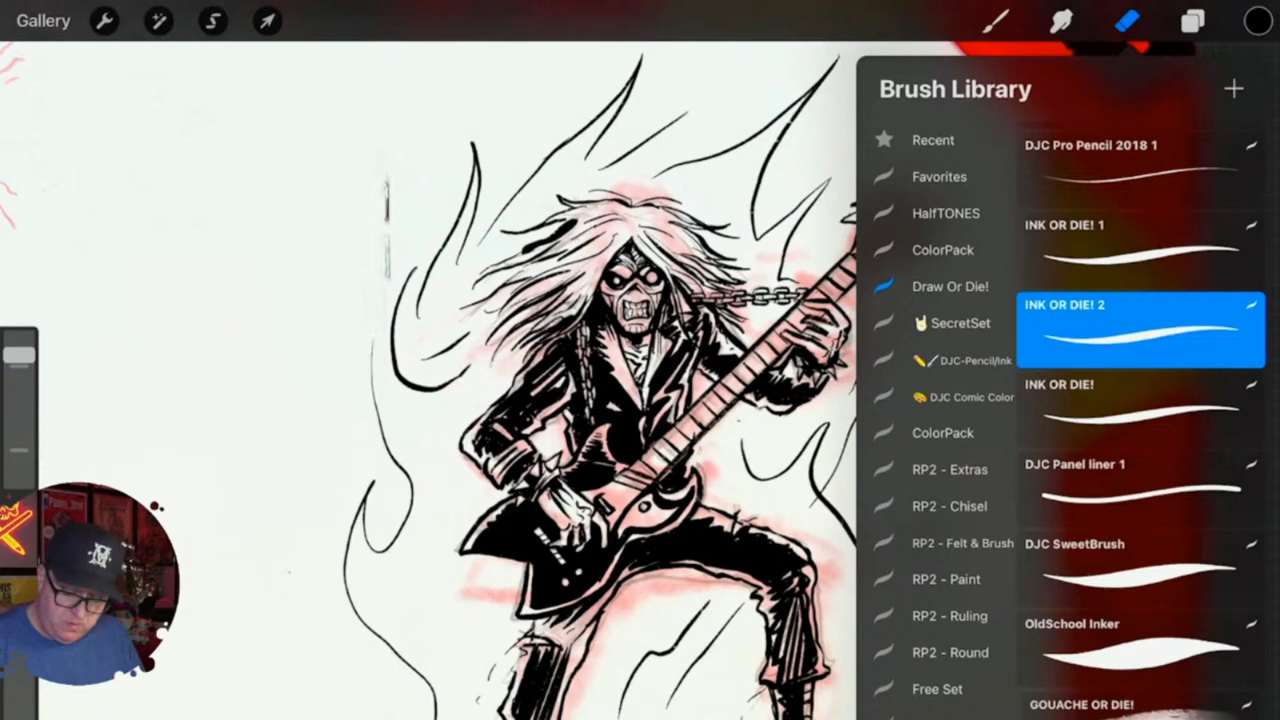 Gallery
Brush Library
Recent
Favorites
HalfTONES
ColorPack
Draw Or Die!
🤘🏻SecretSet
✏️🖌️DJC-Pencil/Ink
🎨 DJC Comic Color
ColorPack
RP2 - Extras
RP2 - Chisel
RP2 - Felt & Brush
RP2 - Paint
RP2 - Ruling
RP2 - Round
Free Set
DJC Pro Pencil 2018 1
INK OR DIE! 1
INK OR DIE! 2
INK OR DIE!
DJC Panel liner 1
DJC SweetBrush
OldSchool Inker
GOUACHE OR DIE!